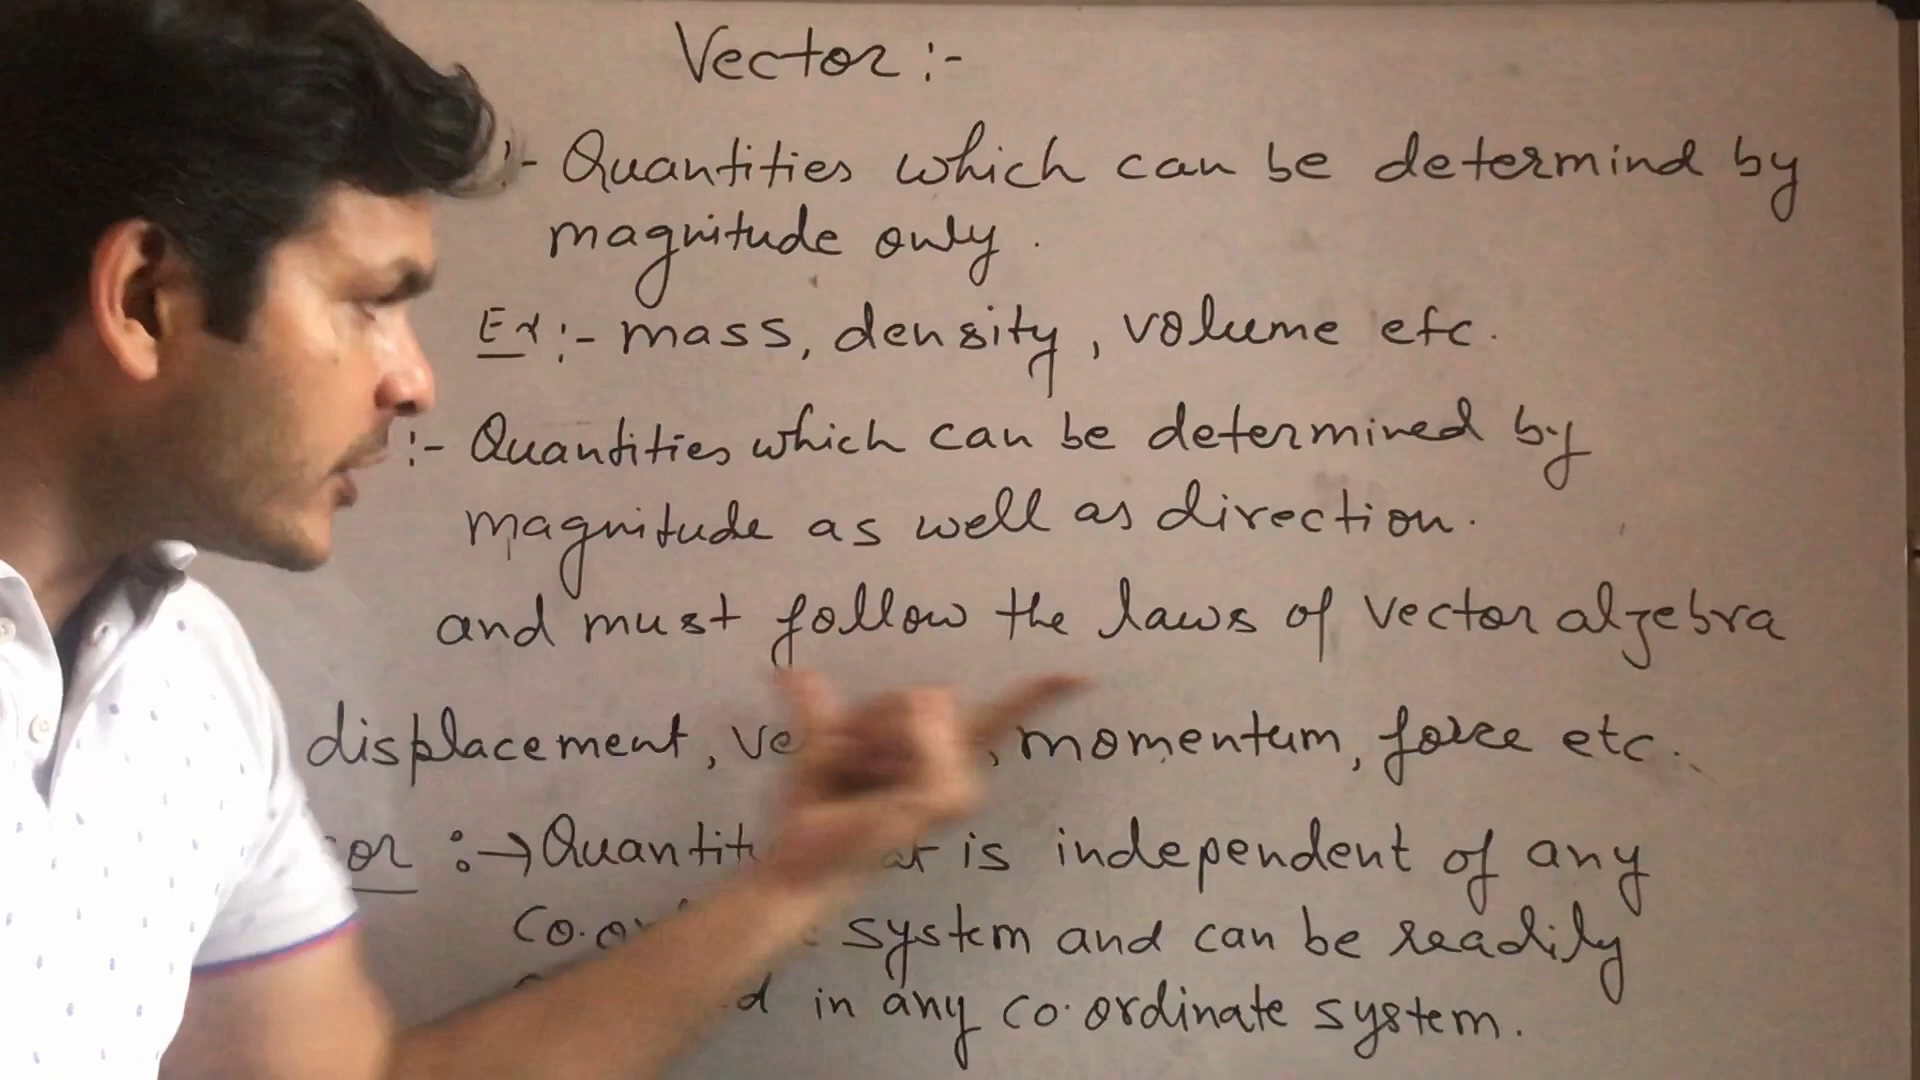 Vector :-
:- Quantities which can be determind by
magnitude only.
Ex :- mass, density, volume etc.
:- Quantities which can be determined by
magnitude as well as direction.
and must follow the laws of vector algebra
displacement, , momentum, force etc.
:→ is independent of any
system and can be readily
in any co.ordinate system.